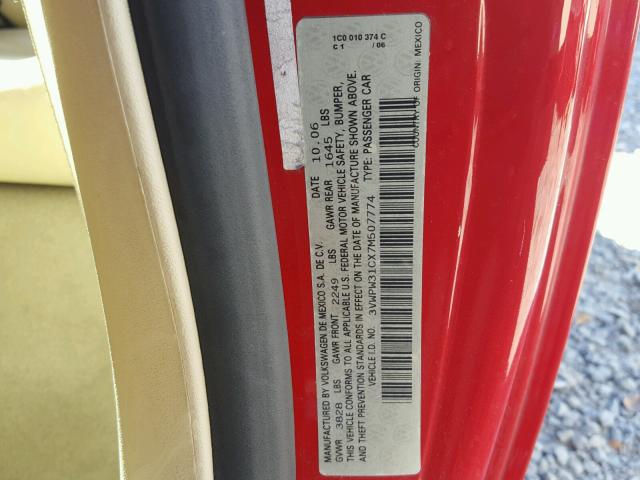 1C0 010 374 C
C 1 / 06
MANUFACTURED BY VOLKSWAGEN DE MEXICO S.A. DE C.V. DATE 10.06
GVWR 3828 LBS GAWR FRONT 2249 LBS GAWR REAR 1645 LBS
THIS VEHICLE CONFORMS TO ALL APPLICABLE U.S. FEDERAL MOTOR VEHICLE SAFETY, BUMPER,
AND THEFT PREVENTION STANDARDS IN EFFECT ON THE DATE OF MANUFACTURE SHOWN ABOVE.
VEHICLE I.D. NO. 3VWPW31CX7M507774 TYPE: PASSENGER CAR
COUNTRY OF ORIGIN: MEXICO